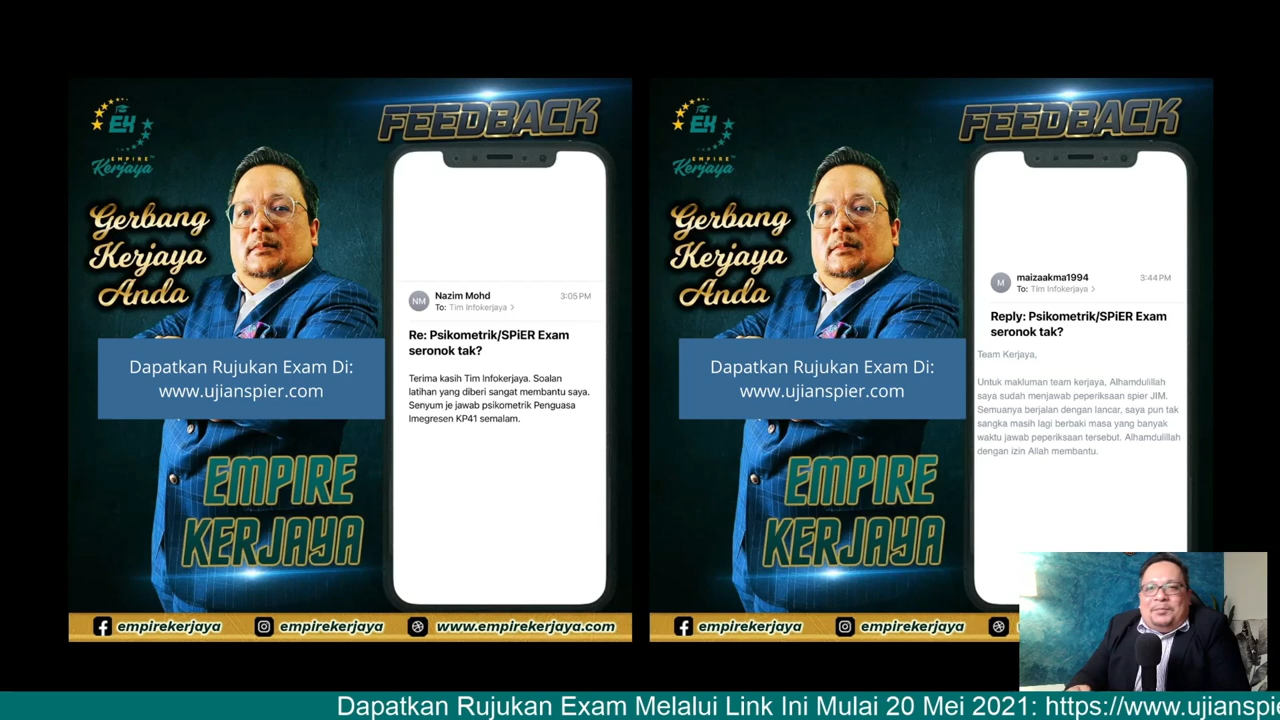 EK
EMPIRE
Kerjaya
FEEDBACK
Gerbang
Kerjaya
Anda
NM
Nazim Mohd
3:05 PM
To: Tim Infokerjaya >
Re: Psikometrik/SPiER Exam
seronok tak?
Terima kasih Tim Infokerjaya. Soalan
latihan yang diberi sangat membantu saya.
Senyum je jawab psikometrik Penguasa
Imegresen KP41 semalam.
Dapatkan Rujukan Exam Di:
www.ujianspier.com
EMPIRE
KERJAYA
empirekerjaya
empirekerjaya
www.empirekerjaya.com
EK
EMPIRE
Kerjaya
FEEDBACK
Gerbang
Kerjaya
Anda
M
maizaakma1994
3:44 PM
To: Tim Infokerjaya >
Reply: Psikometrik/SPiER Exam
seronok tak?
Team Kerjaya,
Untuk makluman team kerjaya, Alhamdulillah
saya sudah menjawab peperiksaan spier JIM.
Semuanya berjalan dengan lancar, saya pun tak
sangka masih lagi berbaki masa yang banyak
waktu jawab peperiksaan tersebut. Alhamdulillah
dengan izin Allah membantu.
Dapatkan Rujukan Exam Di:
www.ujianspier.com
EMPIRE
KERJAYA
empirekerjaya
empirekerjaya
Dapatkan Rujukan Exam Melalui Link Ini Mulai 20 Mei 2021: https://www.ujianspie